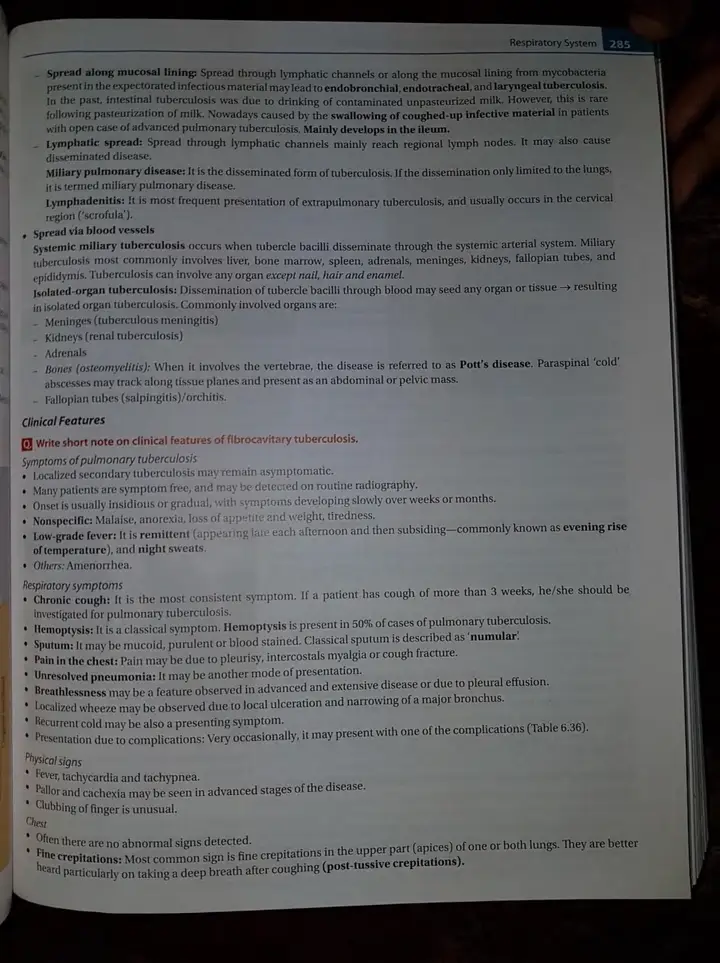 Respiratory System 285
– Spread along mucosal lining: Spread through lymphatic channels or along the mucosal lining from mycobacteria
present in the expectorated infectious material may lead to endobronchial, endotracheal, and laryngeal tuberculosis.
In the past, intestinal tuberculosis was due to drinking of contaminated unpasteurized milk. However, this is rare
following pasteurization of milk. Nowadays caused by the swallowing of coughed-up infective material in patients
with open case of advanced pulmonary tuberculosis. Mainly develops in the ileum.
– Lymphatic spread: Spread through lymphatic channels mainly reach regional lymph nodes. It may also cause
disseminated disease.
Miliary pulmonary disease: It is the disseminated form of tuberculosis. If the dissemination only limited to the lungs,
it is termed miliary pulmonary disease.
Lymphadenitis: It is most frequent presentation of extrapulmonary tuberculosis, and usually occurs in the cervical
region ('scrofula').
• Spread via blood vessels
Systemic miliary tuberculosis occurs when tubercle bacilli disseminate through the systemic arterial system. Miliary
tuberculosis most commonly involves liver, bone marrow, spleen, adrenals, meninges, kidneys, fallopian tubes, and
epididymis. Tuberculosis can involve any organ except nail, hair and enamel.
Isolated-organ tuberculosis: Dissemination of tubercle bacilli through blood may seed any organ or tissue → resulting
in isolated organ tuberculosis. Commonly involved organs are:
– Meninges (tuberculous meningitis)
– Kidneys (renal tuberculosis)
– Adrenals
– Bones (osteomyelitis): When it involves the vertebrae, the disease is referred to as Pott's disease. Paraspinal 'cold'
abscesses may track along tissue planes and present as an abdominal or pelvic mass.
– Fallopian tubes (salpingitis)/orchitis.
Clinical Features
Q. Write short note on clinical features of fibrocavitary tuberculosis.
Symptoms of pulmonary tuberculosis
• Localized secondary tuberculosis may remain asymptomatic.
• Many patients are symptom free, and may be detected on routine radiography.
• Onset is usually insidious or gradual, with symptoms developing slowly over weeks or months.
• Nonspecific: Malaise, anorexia, loss of appetite and weight, tiredness.
• Low-grade fever: It is remittent (appearing late each afternoon and then subsiding—commonly known as evening rise
of temperature), and night sweats.
• Others: Amenorrhea.
Respiratory symptoms
• Chronic cough: It is the most consistent symptom. If a patient has cough of more than 3 weeks, he/she should be
investigated for pulmonary tuberculosis.
• Hemoptysis: It is a classical symptom. Hemoptysis is present in 50% of cases of pulmonary tuberculosis.
• Sputum: It may be mucoid, purulent or blood stained. Classical sputum is described as 'numular'.
• Pain in the chest: Pain may be due to pleurisy, intercostals myalgia or cough fracture.
• Unresolved pneumonia: It may be another mode of presentation.
• Breathlessness may be a feature observed in advanced and extensive disease or due to pleural effusion.
• Localized wheeze may be observed due to local ulceration and narrowing of a major bronchus.
• Recurrent cold may be also a presenting symptom.
• Presentation due to complications: Very occasionally, it may present with one of the complications (Table 6.36).
Physical signs
• Fever, tachycardia and tachypnea.
• Pallor and cachexia may be seen in advanced stages of the disease.
• Clubbing of finger is unusual.
Chest
• Often there are no abnormal signs detected.
• Fine crepitations: Most common sign is fine crepitations in the upper part (apices) of one or both lungs. They are better
heard particularly on taking a deep breath after coughing (post-tussive crepitations).